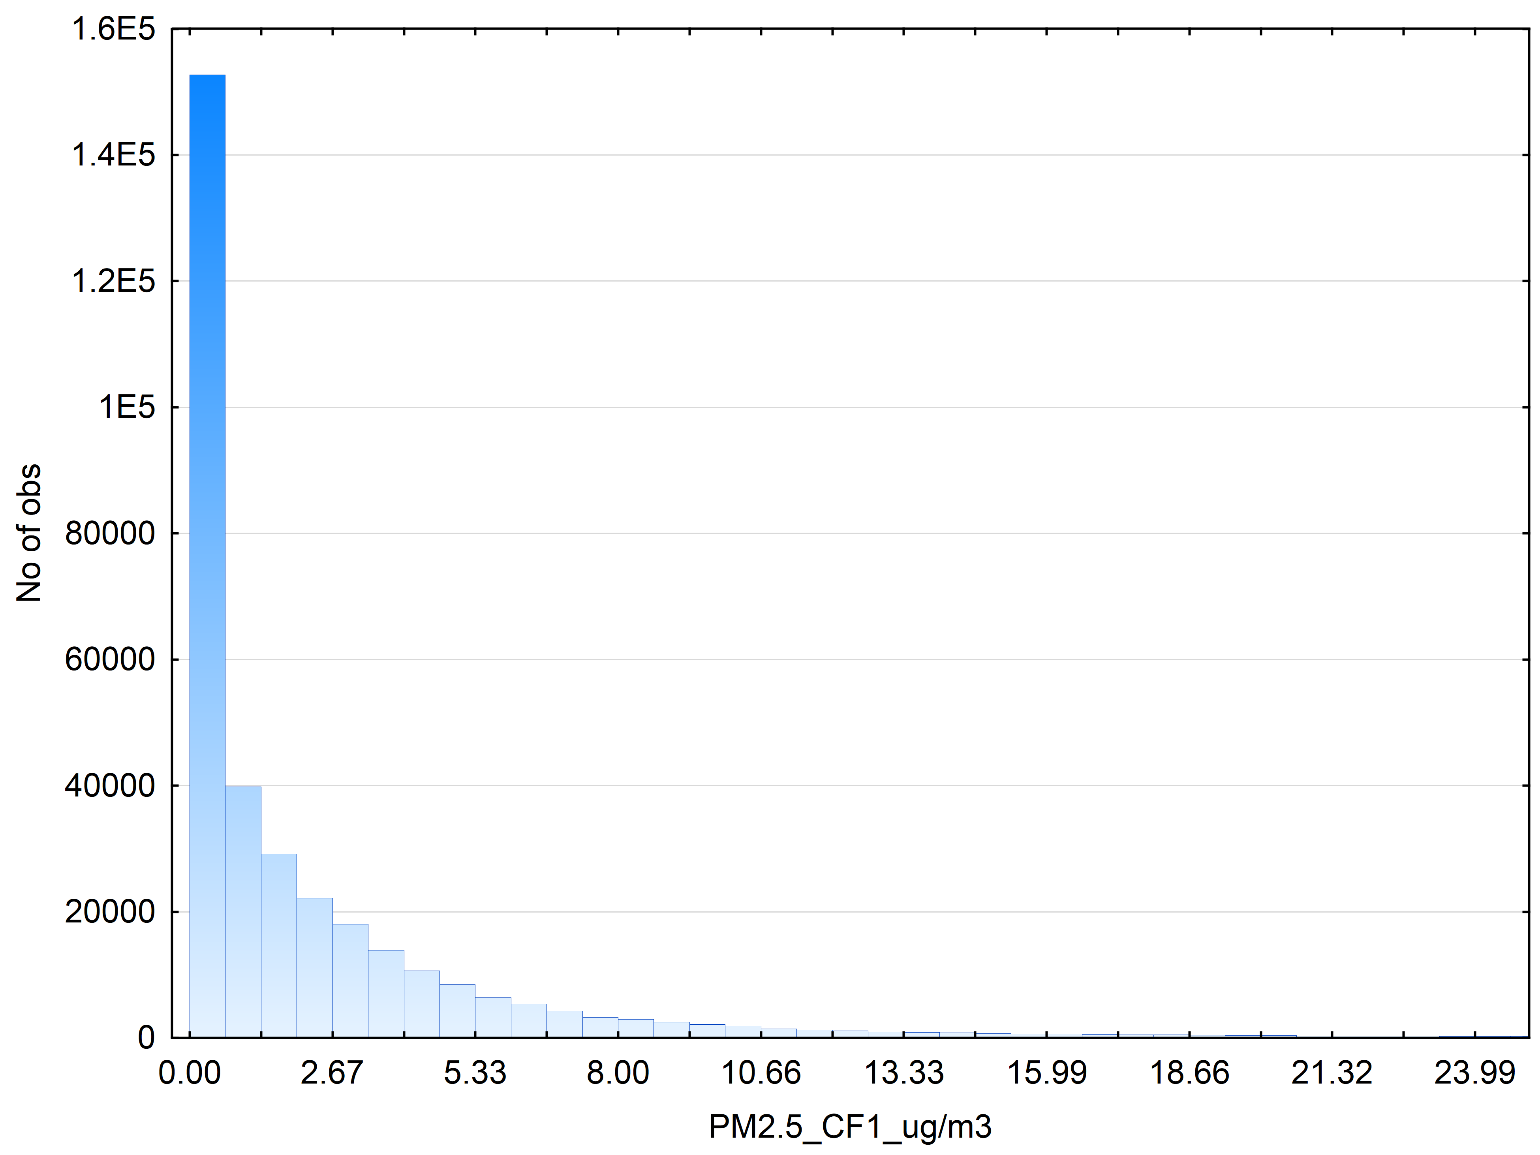 1.6E5
1.4E5
1.2E5
1E5
80000
60000
40000
20000
0
No of obs
0.00 2.67 5.33 8.00 10.66 13.33 15.99 18.66 21.32 23.99
PM2.5_CF1_ug/m3